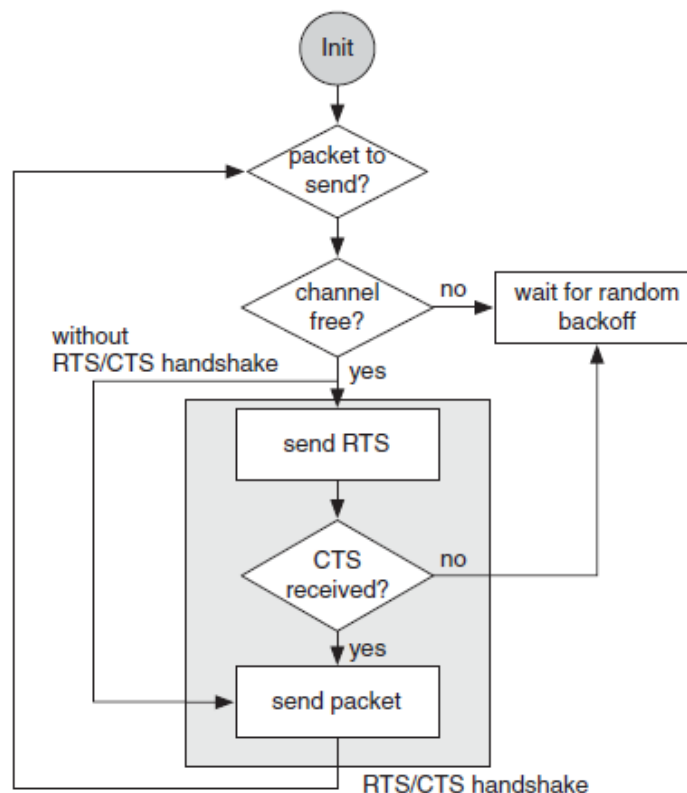 Init
packet to
send?
channel
free?
no
wait for random
backoff
without
RTS/CTS handshake
yes
send RTS
CTS
received?
no
yes
send packet
RTS/CTS handshake